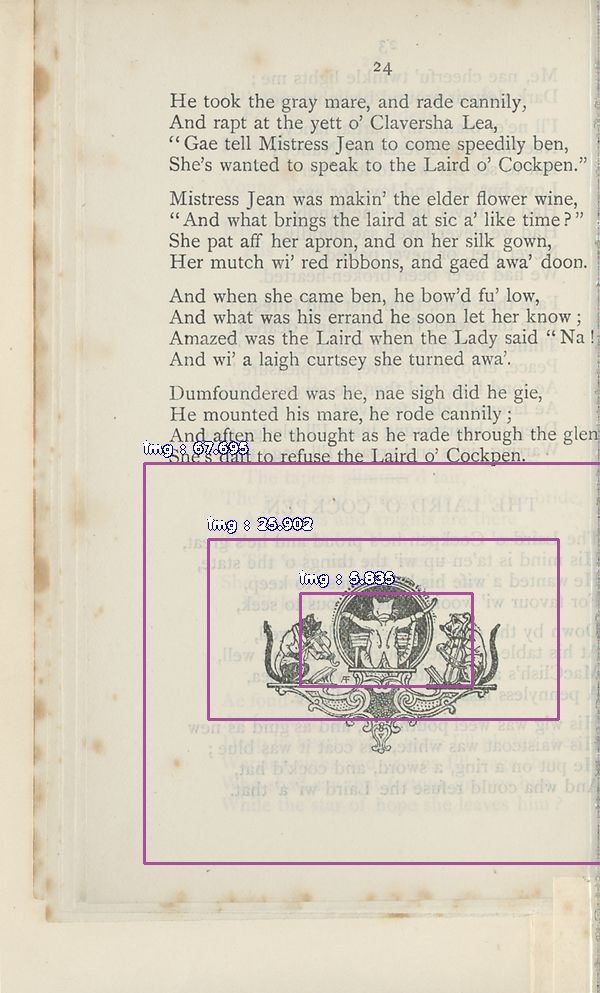 24
He took the gray mare, and rade cannily,
And rapt at the yett o' Claversha Lea,
“Gae tell Mistress Jean to come speedily ben,
She's wanted to speak to the Laird o' Cockpen.”
Mistress Jean was makin' the elder flower wine,
“And what brings the laird at sic a' like time?”
She pat aff her apron, and on her silk gown,
Her mutch wi' red ribbons, and gaed awa' doon.
And when she came ben, he bow'd fu' low,
And what was his errand he soon let her know;
Amazed was the Laird when the Lady said “Na!
And wi' a laigh curtsey she turned awa'.
Dumfoundered was he, nae sigh did he gie,
He mounted his mare, he rode cannily;
And aften he thought as he rade through the glen
img : 67.695
She's daft to refuse the Laird o' Cockpen.
img : 25.902
img : 5.835